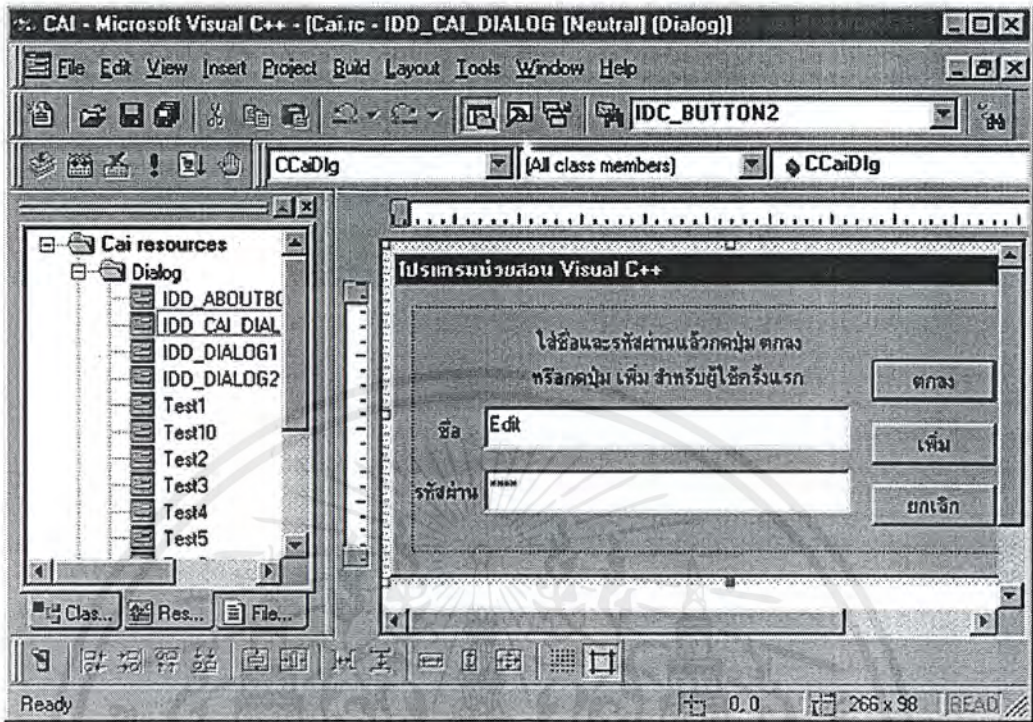 CAI - Microsoft Visual C++ - [Cai.rc - IDD_CAI_DIALOG [Neutral] (Dialog)]
File Edit View Insert Project Build Layout Tools Window Help
IDC_BUTTON2
CCaiDlg (All class members) CCaiDlg
Cai resources
Dialog
IDD_ABOUTBO
IDD_CAI_DIAL
IDD_DIALOG1
IDD_DIALOG2
Test1
Test10
Test2
Test3
Test4
Test5
Clas... Res... File...
โปรแกรมช่วยสอน Visual C++
ใส่ชื่อและรหัสผ่านแล้วกดปุ่ม ตกลง
หรือกดปุ่ม เพิ่ม สำหรับผู้ใช้ครั้งแรก
ชื่อ Edit
รหัสผ่าน ****
ตกลง
เพิ่ม
ยกเลิก
Ready 0, 0 266 x 98 READ